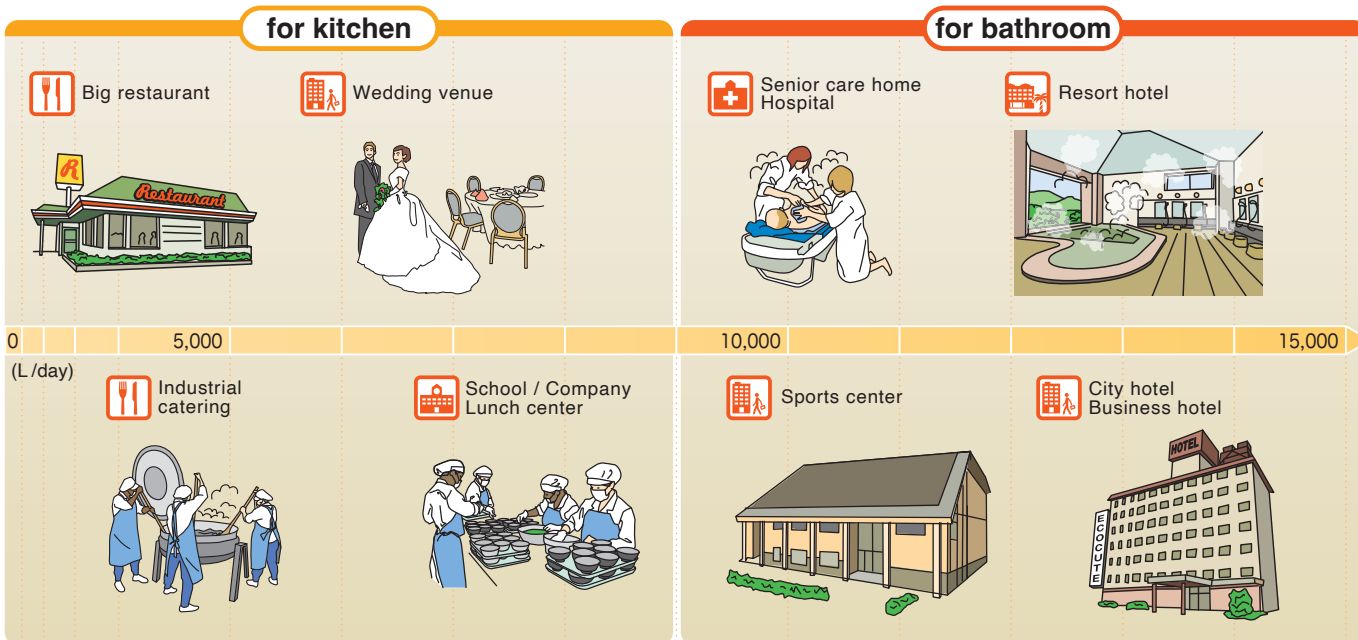 for kitchen
for bathroom
Big restaurant
Wedding venue
Senior care home
Hospital
Resort hotel
R
Restaurant
0
5,000
10,000
15,000
(L/day)
Industrial
catering
School / Company
Lunch center
Sports center
City hotel
Business hotel
HOTEL
ECOCUTE